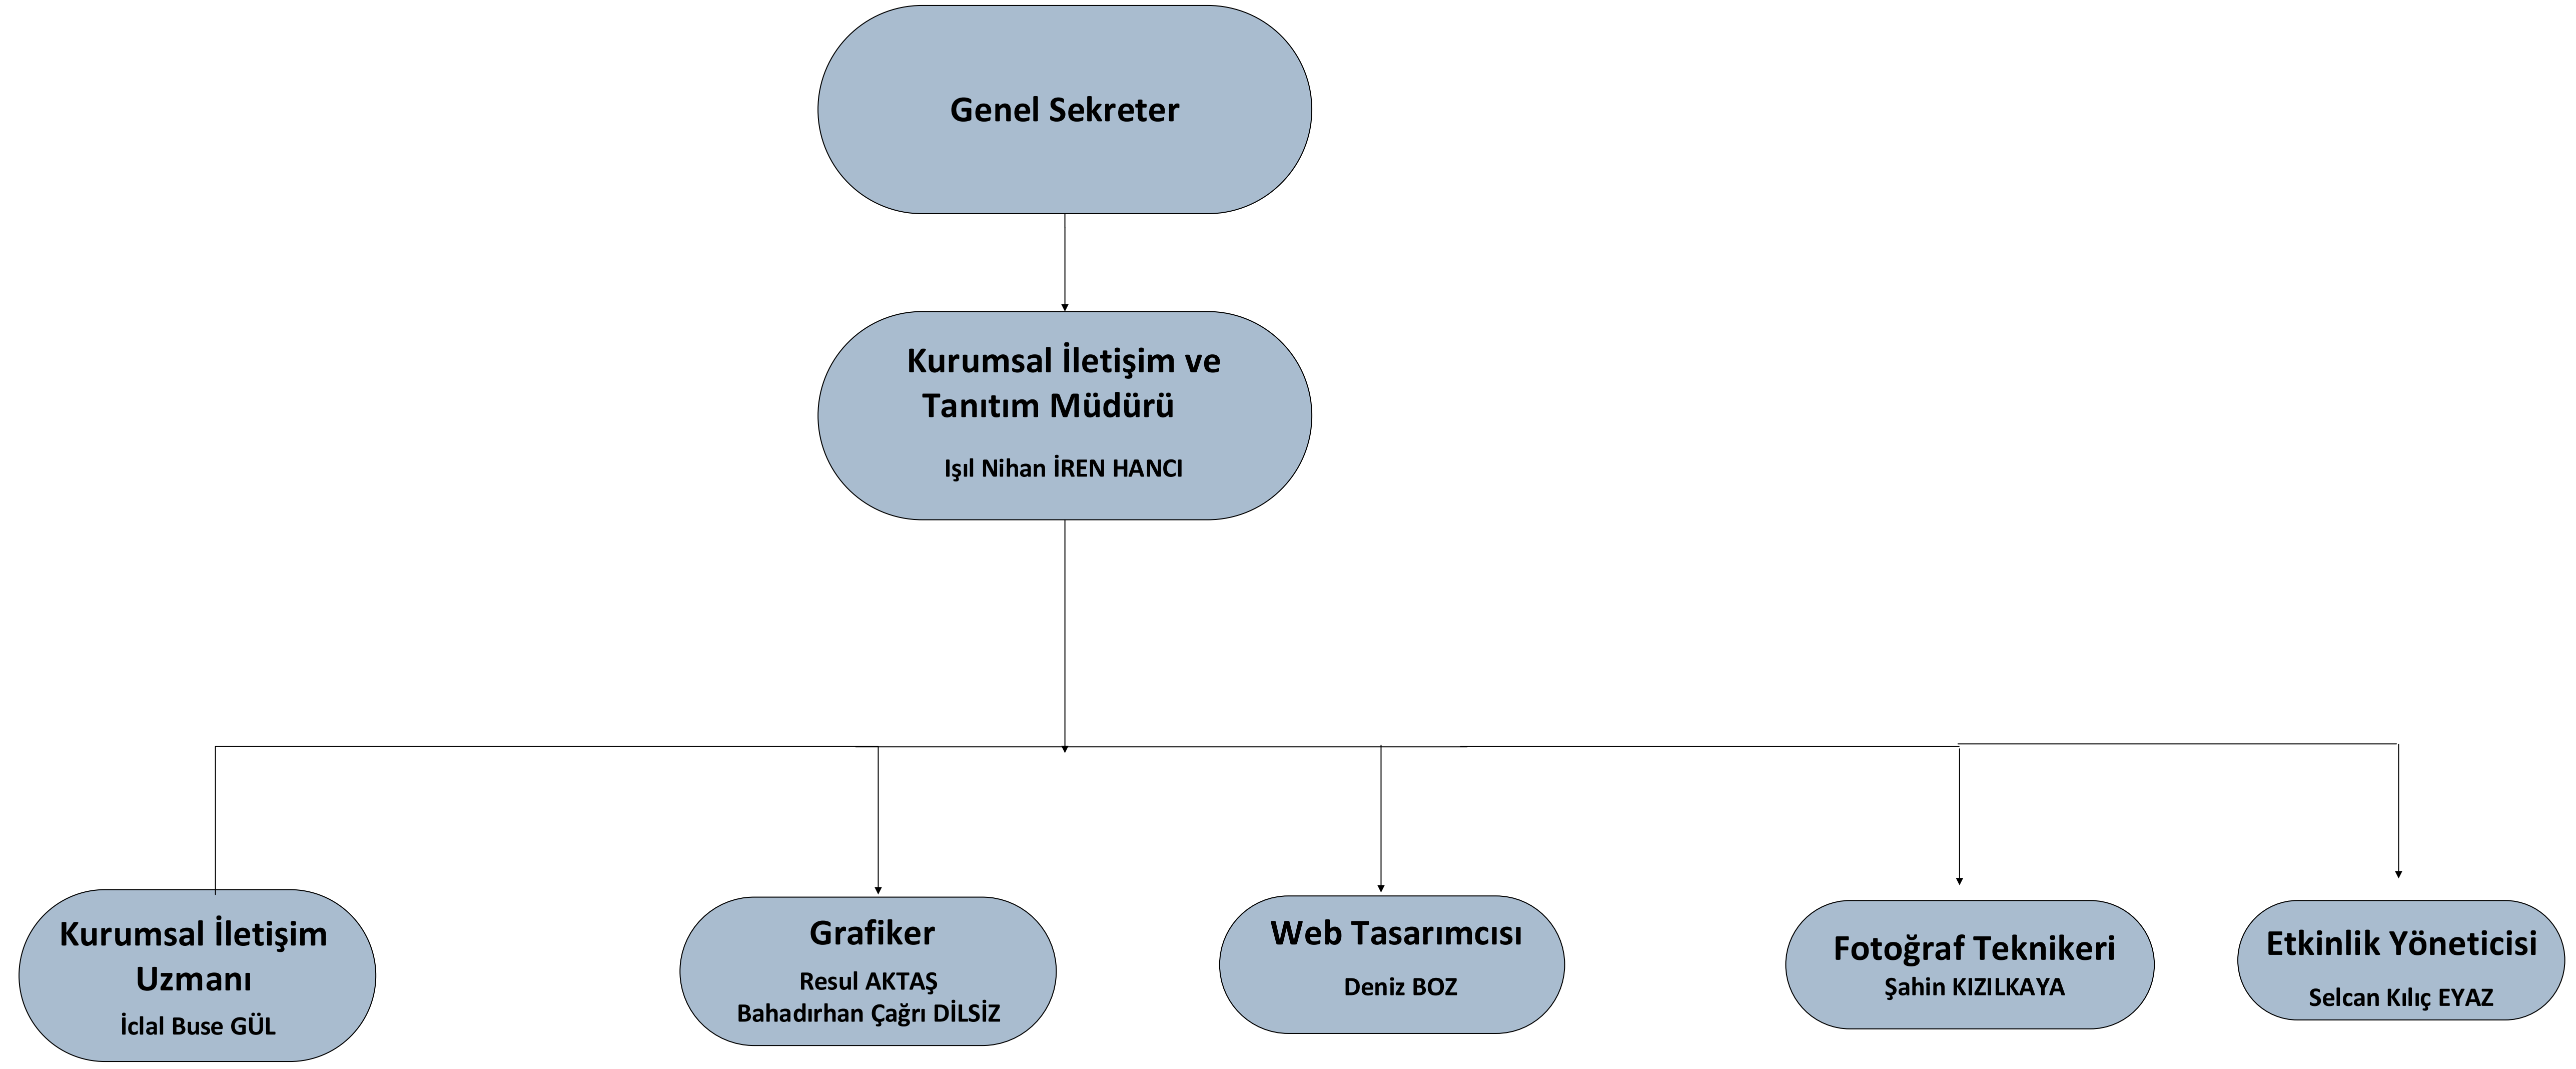 Genel Sekreter
Kurumsal İletişim ve
Tanıtım Müdürü
Işıl Nihan İREN HANCI
Kurumsal İletişim
Uzmanı
İclal Buse GÜL
Grafiker
Resul AKTAŞ
Bahadırhan Çağrı DİLSİZ
Web Tasarımcısı
Deniz BOZ
Fotoğraf Teknikeri
Şahin KIZILKAYA
Etkinlik Yöneticisi
Selcan Kılıç EYAZ